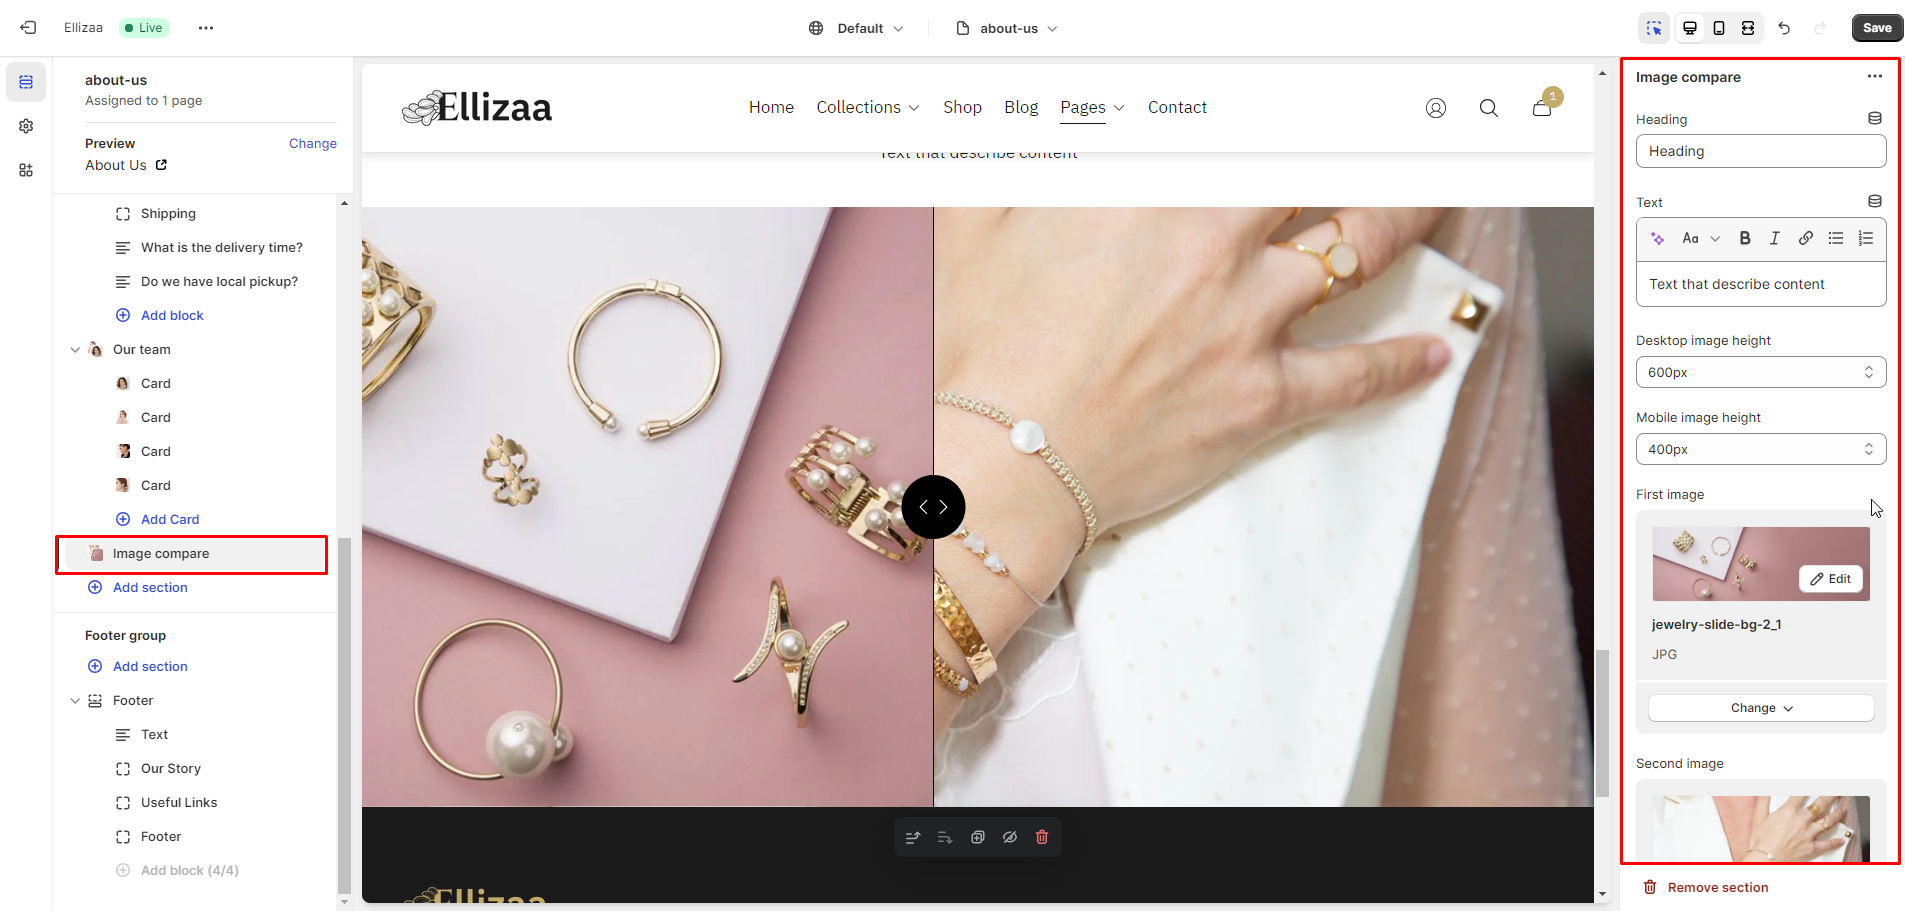 Ellizaa
Live
Default
about-us
Save
about-us
Assigned to 1 page
Preview
Change
About Us
Shipping
What is the delivery time?
Do we have local pickup?
Add block
Our team
Card
Card
Card
Card
Add Card
Image compare
Add section
Footer group
Add section
Footer
Text
Our Story
Useful Links
Footer
Add block (4/4)
Ellizaa
Home
Collections
Shop
Blog
Pages
Contact
1
Text that describe content
Ellizaa
Image compare
Heading
Heading
Text
Aa
B
I
Text that describe content
Desktop image height
600px
Mobile image height
400px
First image
Edit
jewelry-slide-bg-2_1
JPG
Change
Second image
Remove section